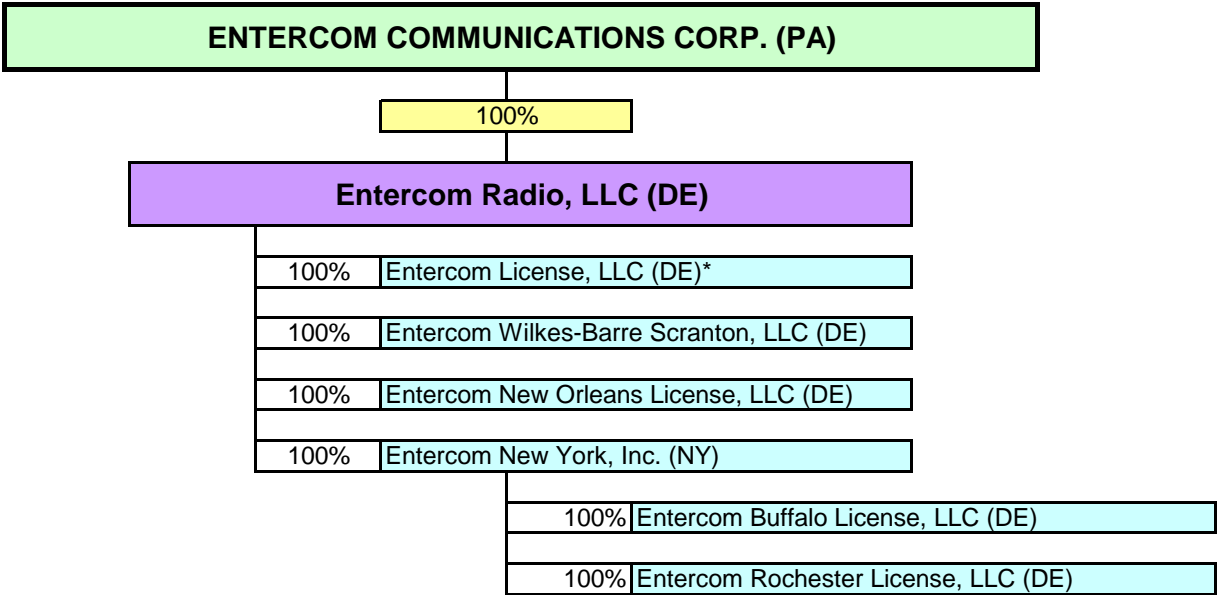 ENTERCOM COMMUNICATIONS CORP. (PA)
100%
Entercom Radio, LLC (DE)
100% Entercom License, LLC (DE)*
100% Entercom Wilkes-Barre Scranton, LLC (DE)
100% Entercom New Orleans License, LLC (DE)
100% Entercom New York, Inc. (NY)
100% Entercom Buffalo License, LLC (DE)
100% Entercom Rochester License, LLC (DE)